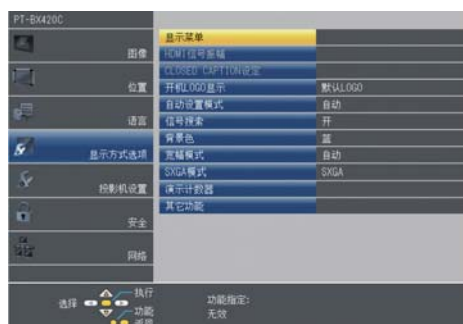 PT-BX420C
图像
位置
语言
显示方式选项
投影机设置
安全
网络
显示菜单
HDMI信号振幅
CLOSED CAPTION设定
开机LOGO显示 默认LOGO
自动设置模式 自动
信号搜索 开
背景色 蓝
宽幅模式 自动
SXGA模式 SXGA
演示计数器
其它功能
选择
执行
功能
返回
功能指定:
无效